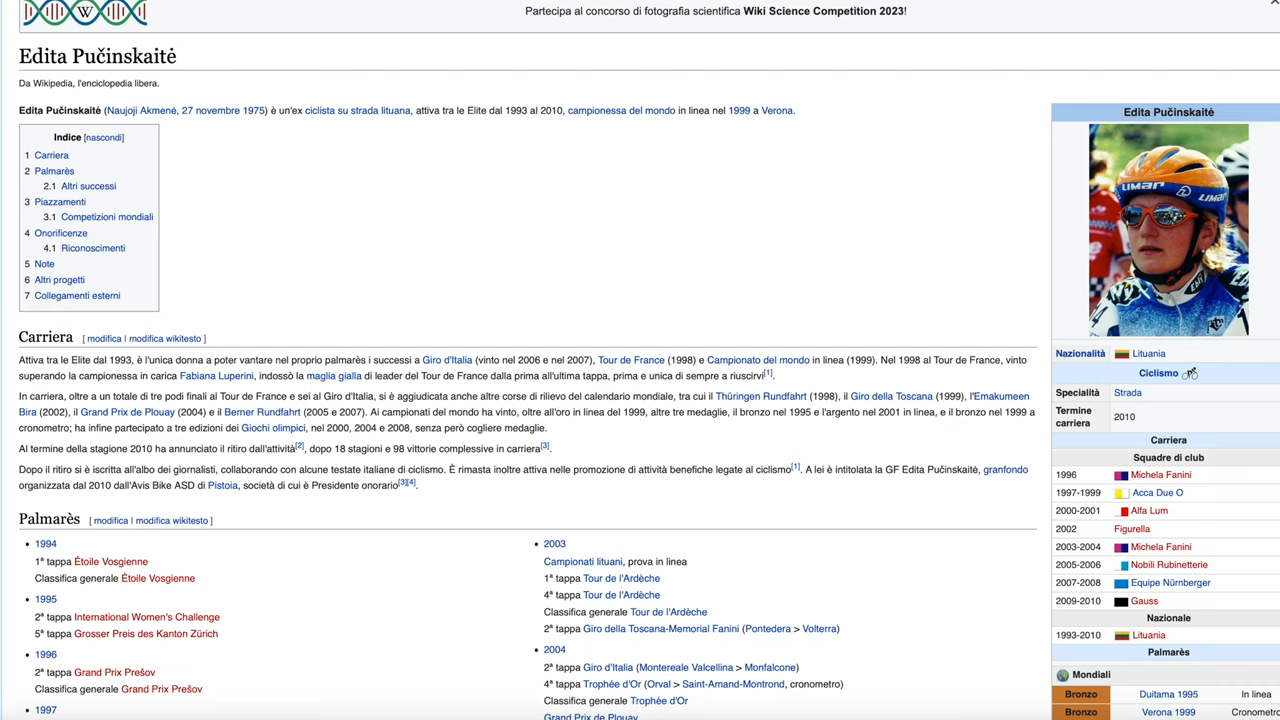 W
Partecipa al concorso di fotografia scientifica Wiki Science Competition 2023!
Edita Pučinskaitė
Da Wikipedia, l'enciclopedia libera.
Edita Pučinskaitė (Naujoji Akmenė, 27 novembre 1975) è un'ex ciclista su strada lituana, attiva tra le Elite dal 1993 al 2010, campionessa del mondo in linea nel 1999 a Verona.
Indice [nascondi]
1 Carriera
2 Palmarès
2.1 Altri successi
3 Piazzamenti
3.1 Competizioni mondiali
4 Onorificenze
4.1 Riconoscimenti
5 Note
6 Altri progetti
7 Collegamenti esterni
Carriera [ modifica | modifica wikitesto ]
Attiva tra le Elite dal 1993, è l'unica donna a poter vantare nel proprio palmarès i successi a Giro d'Italia (vinto nel 2006 e nel 2007), Tour de France (1998) e Campionato del mondo in linea (1999). Nel 1998 al Tour de France, vinto
superando la campionessa in carica Fabiana Luperini, indossò la maglia gialla di leader del Tour de France dalla prima all'ultima tappa, prima e unica di sempre a riuscirvi[1].
In carriera, oltre a un totale di tre podi finali al Tour de France e sei al Giro d'Italia, si è aggiudicata anche altre corse di rilievo del calendario mondiale, tra cui il Thüringen Rundfahrt (1998), il Giro della Toscana (1999), l'Emakumeen
Bira (2002), il Grand Prix de Plouay (2004) e il Berner Rundfahrt (2005 e 2007). Ai campionati del mondo ha vinto, oltre all'oro in linea del 1999, altre tre medaglie, il bronzo nel 1995 e l'argento nel 2001 in linea, e il bronzo nel 1999 a
cronometro; ha infine partecipato a tre edizioni dei Giochi olimpici, nel 2000, 2004 e 2008, senza però cogliere medaglie.
Al termine della stagione 2010 ha annunciato il ritiro dall'attività[2], dopo 18 stagioni e 98 vittorie complessive in carriera[3].
Dopo il ritiro si è iscritta all'albo dei giornalisti, collaborando con alcune testate italiane di ciclismo. È rimasta inoltre attiva nelle promozione di attività benefiche legate al ciclismo[1]. A lei è intitolata la GF Edita Pučinskaitė, granfondo
organizzata dal 2010 dall'Avis Bike ASD di Pistoia, società di cui è Presidente onorario[3][4].
Palmarès [ modifica | modifica wikitesto ]
• 1994
1ª tappa Étoile Vosgienne
Classifica generale Étoile Vosgienne
• 1995
2ª tappa International Women's Challenge
5ª tappa Grosser Preis des Kanton Zürich
• 1996
2ª tappa Grand Prix Prešov
Classifica generale Grand Prix Prešov
• 1997
• 2003
Campionati lituani, prova in linea
1ª tappa Tour de l'Ardèche
4ª tappa Tour de l'Ardèche
Classifica generale Tour de l'Ardèche
2ª tappa Giro della Toscana-Memorial Fanini (Pontedera > Volterra)
• 2004
2ª tappa Giro d'Italia (Montereale Valcellina > Monfalcone)
4ª tappa Trophée d'Or (Orval > Saint-Amand-Montrond, cronometro)
Classifica generale Trophée d'Or
Grand Prix de Plouay
Edita Pučinskaitė
LIMAR
LIMAR
Nazionalità Lituania
Ciclismo
Specialità Strada
Termine carriera 2010
Carriera
Squadre di club
1996 Michela Fanini
1997-1999 Acca Due O
2000-2001 Alfa Lum
2002 Figurella
2003-2004 Michela Fanini
2005-2006 Nobili Rubinetterie
2007-2008 Equipe Nürnberger
2009-2010 Gauss
Nazionale
1993-2010 Lituania
Palmarès
Mondiali
Bronzo Duitama 1995 In linea
Bronzo Verona 1999 Cronometro